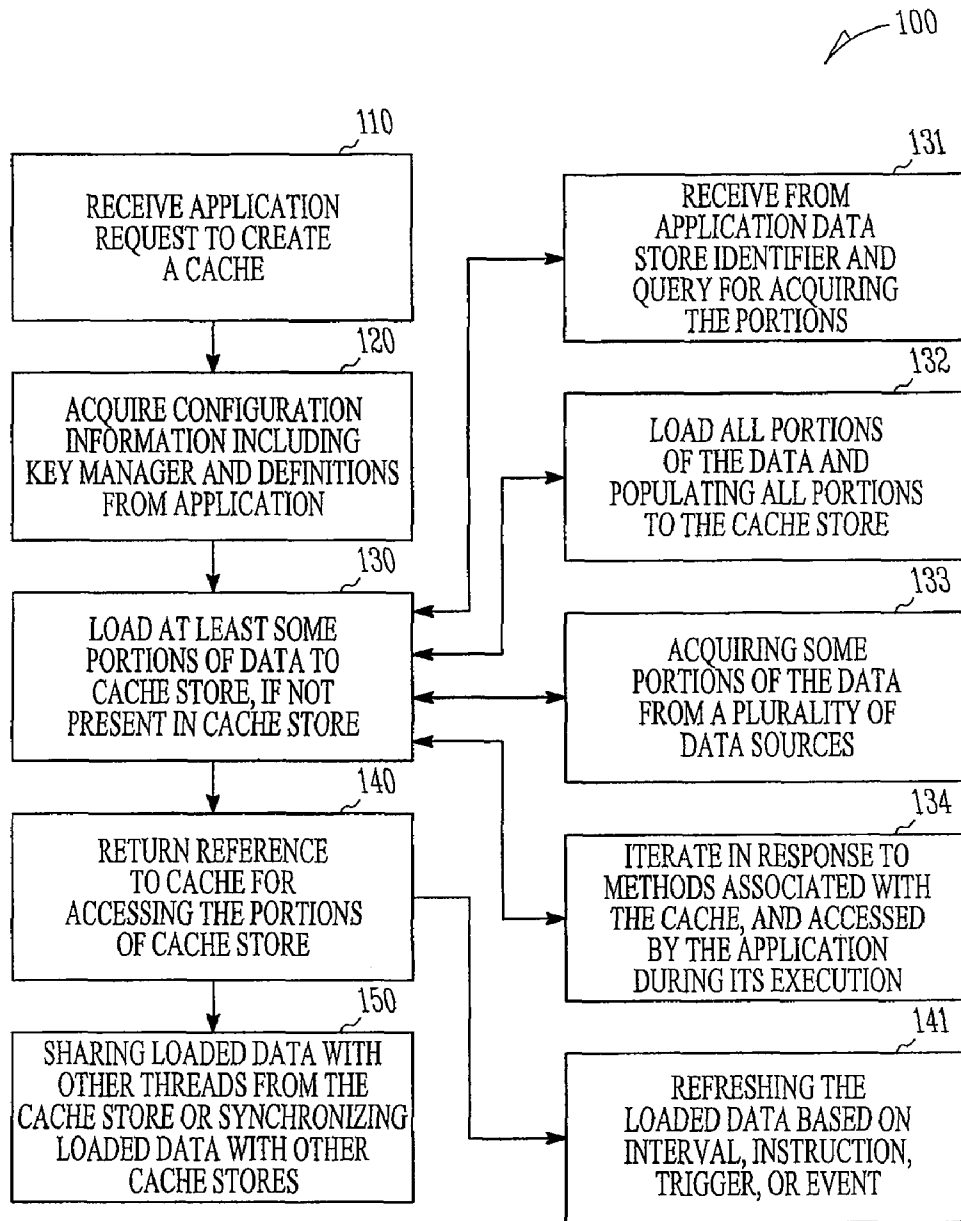 100
110
RECEIVE APPLICATION
REQUEST TO CREATE
A CACHE
120
ACQUIRE CONFIGURATION
INFORMATION INCLUDING
KEY MANAGER AND DEFINITIONS
FROM APPLICATION
130
LOAD AT LEAST SOME
PORTIONS OF DATA TO
CACHE STORE, IF NOT
PRESENT IN CACHE STORE
140
RETURN REFERENCE
TO CACHE FOR
ACCESSING THE PORTIONS
OF CACHE STORE
150
SHARING LOADED DATA WITH
OTHER THREADS FROM THE
CACHE STORE OR SYNCHRONIZING
LOADED DATA WITH OTHER
CACHE STORES
131
RECEIVE FROM
APPLICATION DATA
STORE IDENTIFIER AND
QUERY FOR ACQUIRING
THE PORTIONS
132
LOAD ALL PORTIONS
OF THE DATA AND
POPULATING ALL PORTIONS
TO THE CACHE STORE
133
ACQUIRING SOME
PORTIONS OF THE DATA
FROM A PLURALITY OF
DATA SOURCES
134
ITERATE IN RESPONSE TO
METHODS ASSOCIATED WITH
THE CACHE, AND ACCESSED
BY THE APPLICATION
DURING ITS EXECUTION
141
REFRESHING THE
LOADED DATA BASED ON
INTERVAL, INSTRUCTION,
TRIGGER, OR EVENT